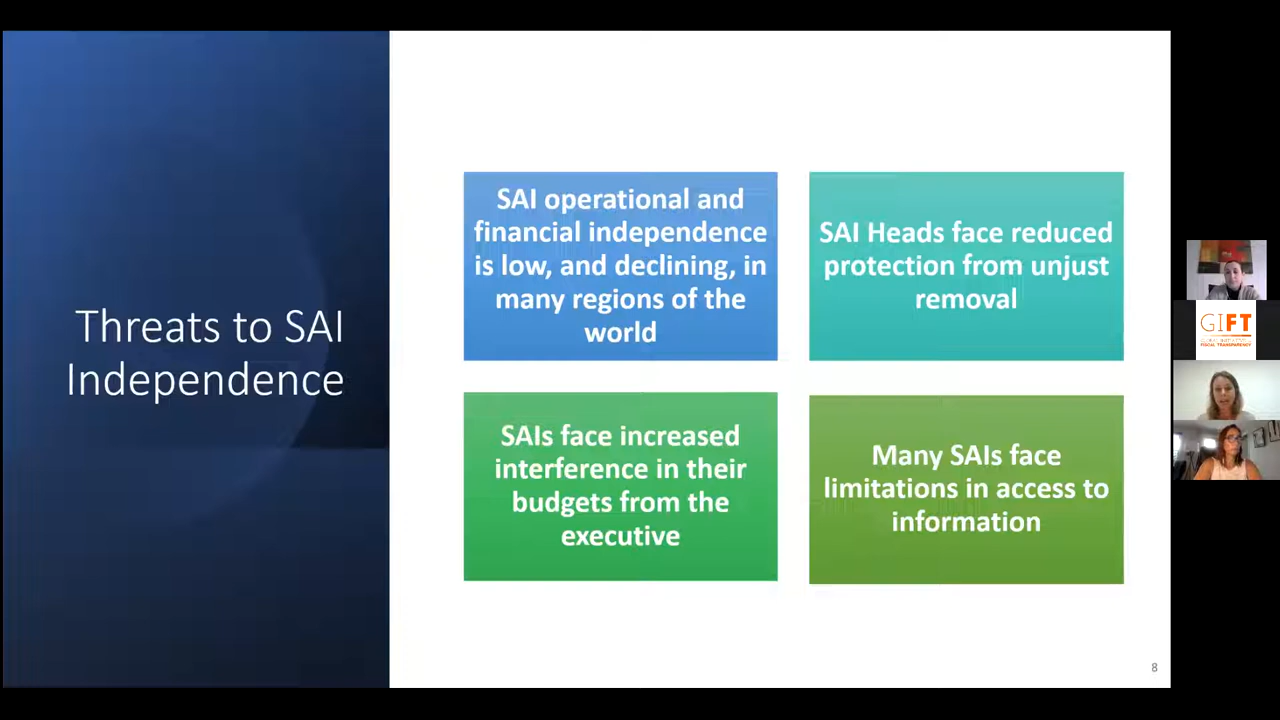 Threats to SAI
Independence
SAI operational and
financial independence
is low, and declining, in
many regions of the
world
SAI Heads face reduced
protection from unjust
removal
SAIs face increased
interference in their
budgets from the
executive
Many SAIs face
limitations in access to
information
GIFT
FISCAL TRANSPARENCY
8